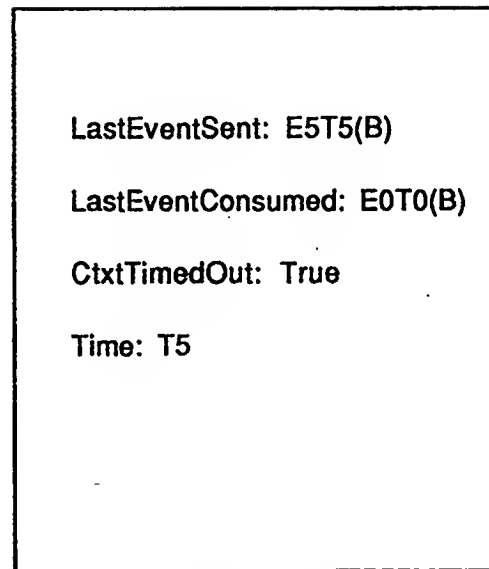 LastEventSent: E5T5(B)
LastEventConsumed: E0T0(B)
CtxtTimedOut: True
Time: T5